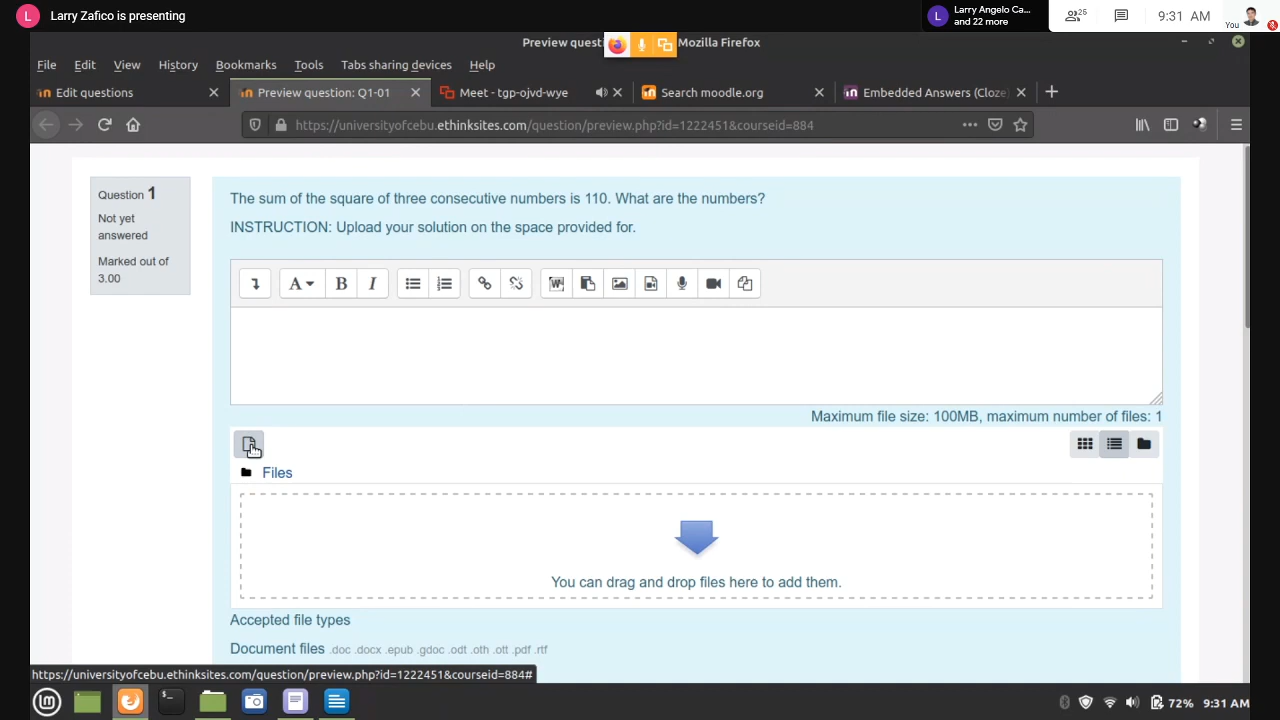 L Larry Zafico is presenting
L Larry Angelo Ca...
and 22 more
25
9:31 AM
You
Preview quest Mozilla Firefox
File Edit View History Bookmarks Tools Tabs sharing devices Help
Edit questions
Preview question: Q1-01
Meet - tgp-ojvd-wye
Search moodle.org
Embedded Answers (Cloze)
https://universityofcebu.ethinksites.com/question/preview.php?id=1222451&courseid=884
Question 1
Not yet
answered
Marked out of
3.00
The sum of the square of three consecutive numbers is 110. What are the numbers?
INSTRUCTION: Upload your solution on the space provided for.
A B I
Maximum file size: 100MB, maximum number of files: 1
Files
You can drag and drop files here to add them.
Accepted file types
Document files .doc .docx .epub .gdoc .odt .oth .ott .pdf .rtf
https://universityofcebu.ethinksites.com/question/preview.php?id=1222451&courseid=884#
72% 9:31 AM